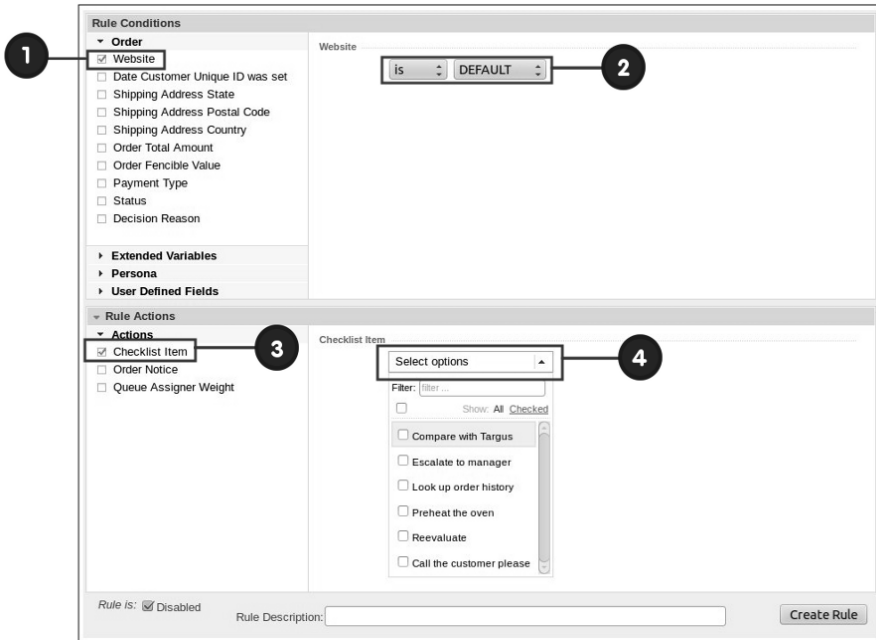 Rule Conditions
Order
1
Website
Website
is DEFAULT
2
Date Customer Unique ID was set
Shipping Address State
Shipping Address Postal Code
Shipping Address Country
Order Total Amount
Order Fencible Value
Payment Type
Status
Decision Reason
Extended Variables
Persona
User Defined Fields
Rule Actions
Actions
Checklist Item
3
Order Notice
Queue Assigner Weight
Checklist Item
Select options
4
Filter: filter ...
Show: All Checked
Compare with Targus
Escalate to manager
Look up order history
Preheat the oven
Reevaluate
Call the customer please
Rule is: Disabled
Rule Description:
Create Rule